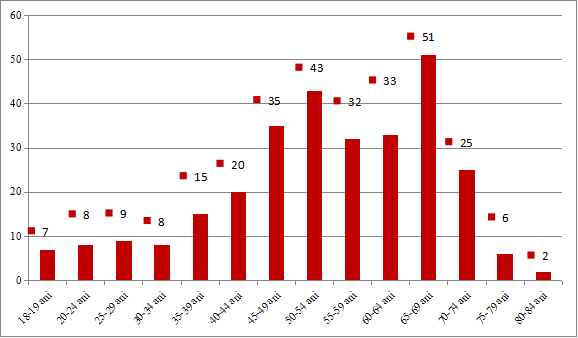 60
50
40
30
20
10
0
7
8
9
8
15
20
35
43
32
33
51
25
6
2
18-19 ani
20-24 ani
25-29 ani
30-34 ani
35-39 ani
40-44 ani
45-49 ani
50-54 ani
55-59 ani
60-64 ani
65-69 ani
70-74 ani
75-79 ani
80-84 ani